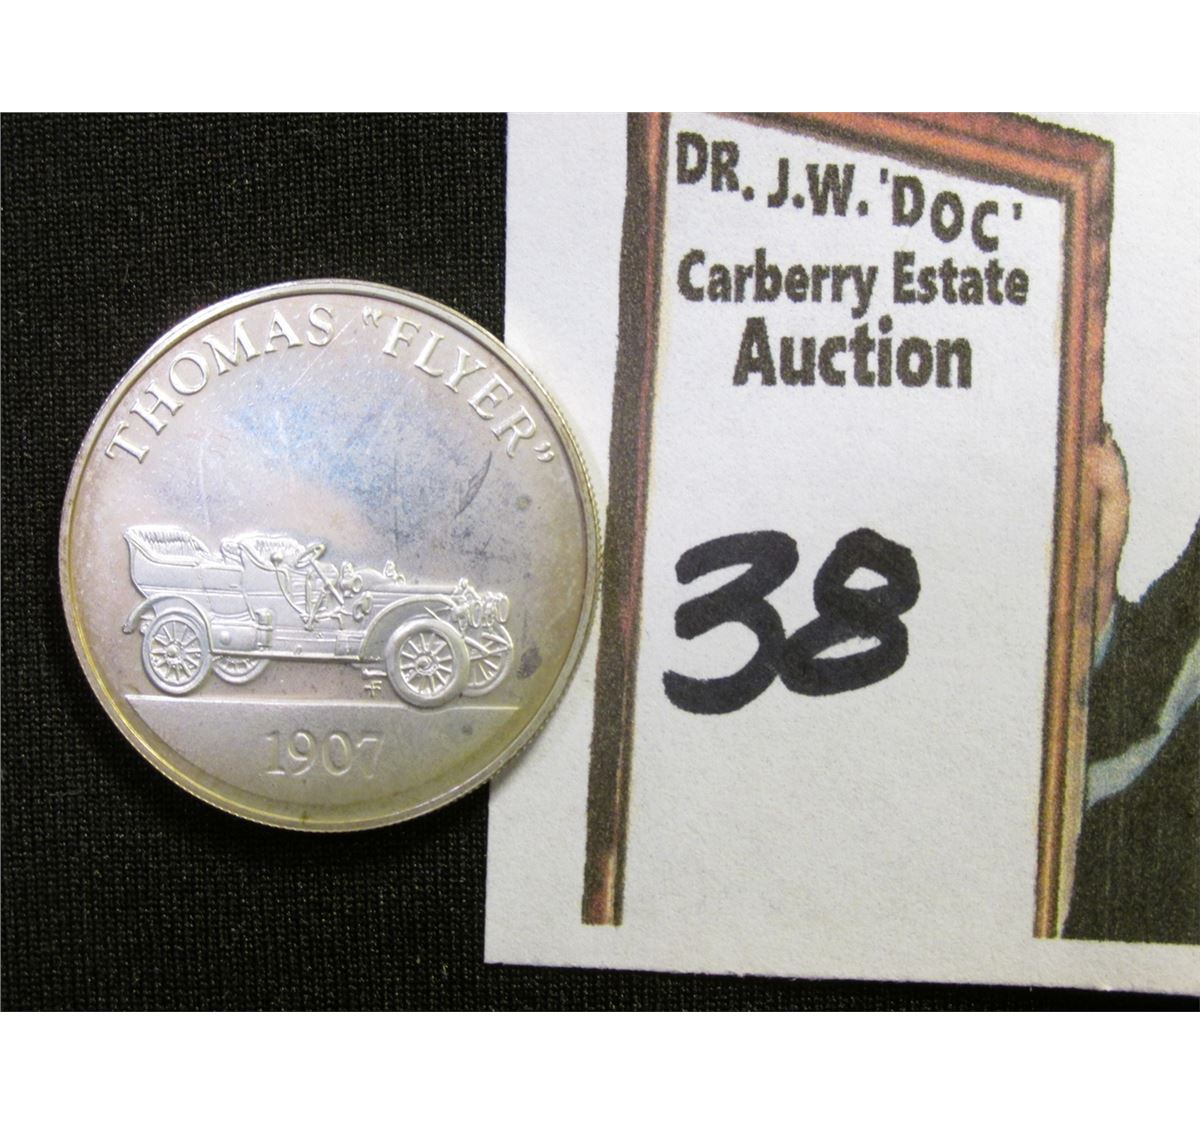 THOMAS "FLYER"
1907
DR. J.W. 'DOC'
Carberry Estate
Auction
38